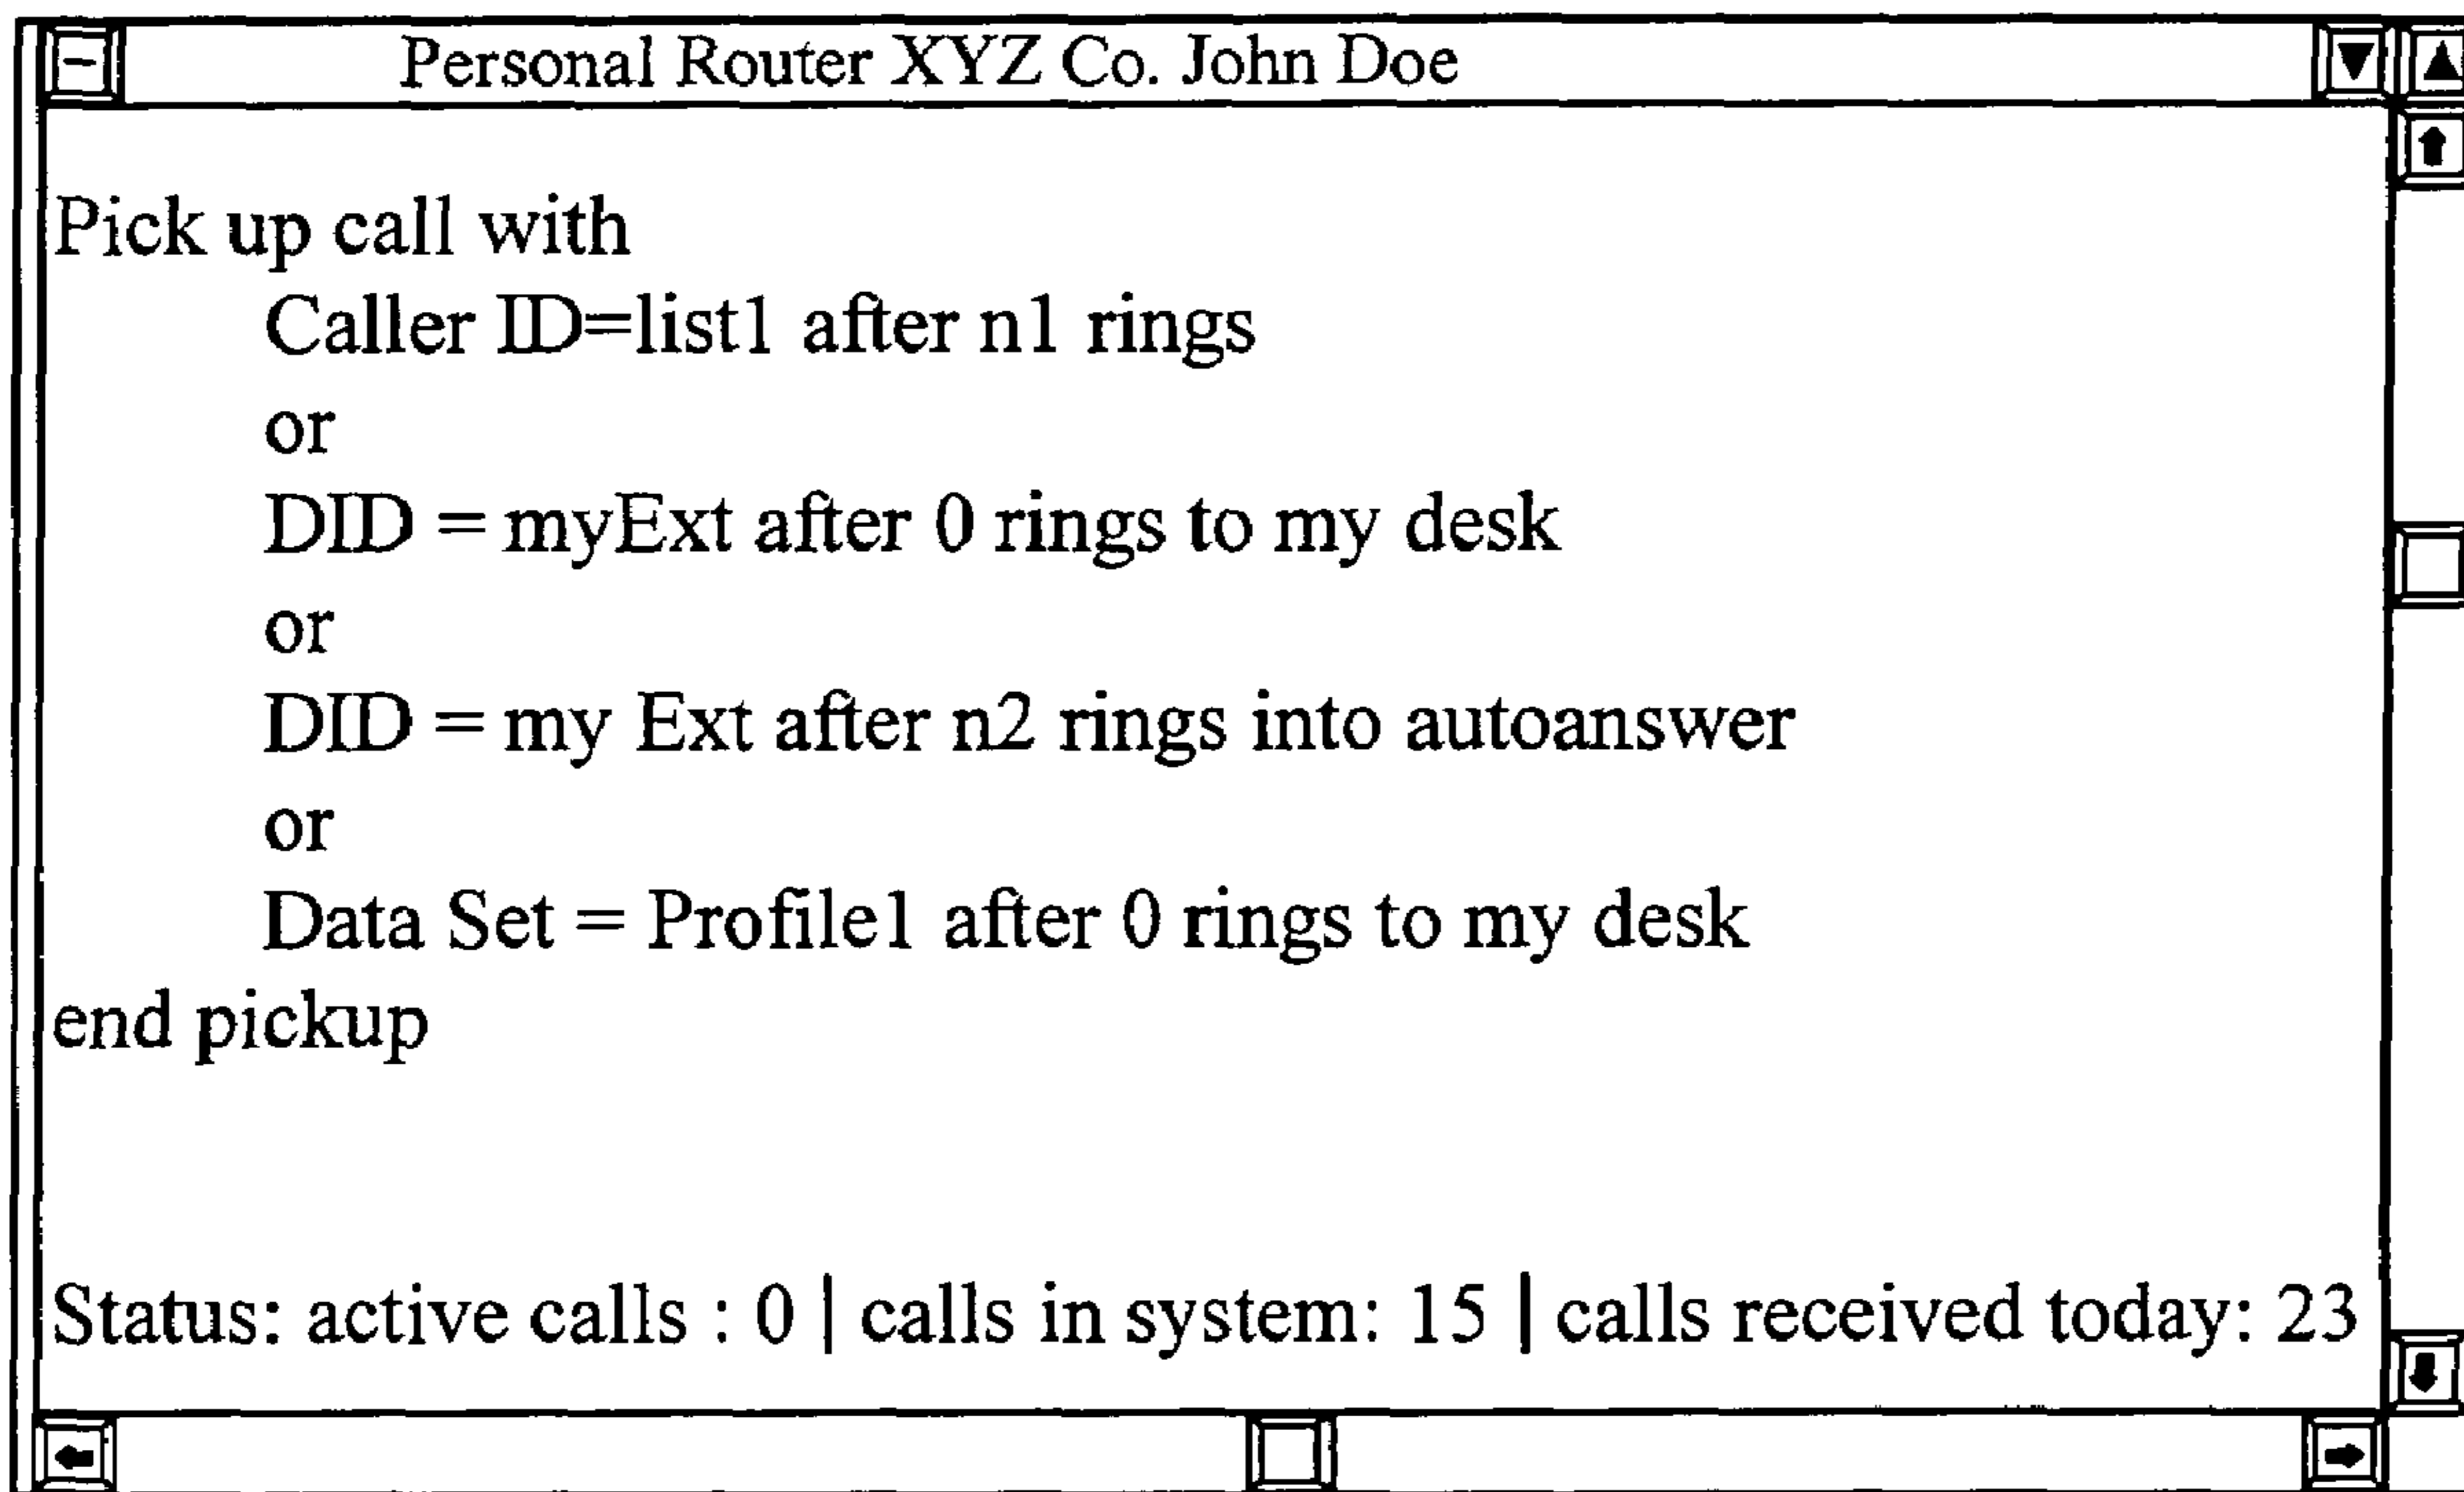 Personal Router XYZ Co. John Doe
Pick up call with
Caller ID=list1 after n1 rings
or
DID = myExt after 0 rings to my desk
or
DID = my Ext after n2 rings into autoanswer
or
Data Set = Profile1 after 0 rings to my desk
end pickup
Status: active calls : 0 | calls in system: 15 | calls received today: 23